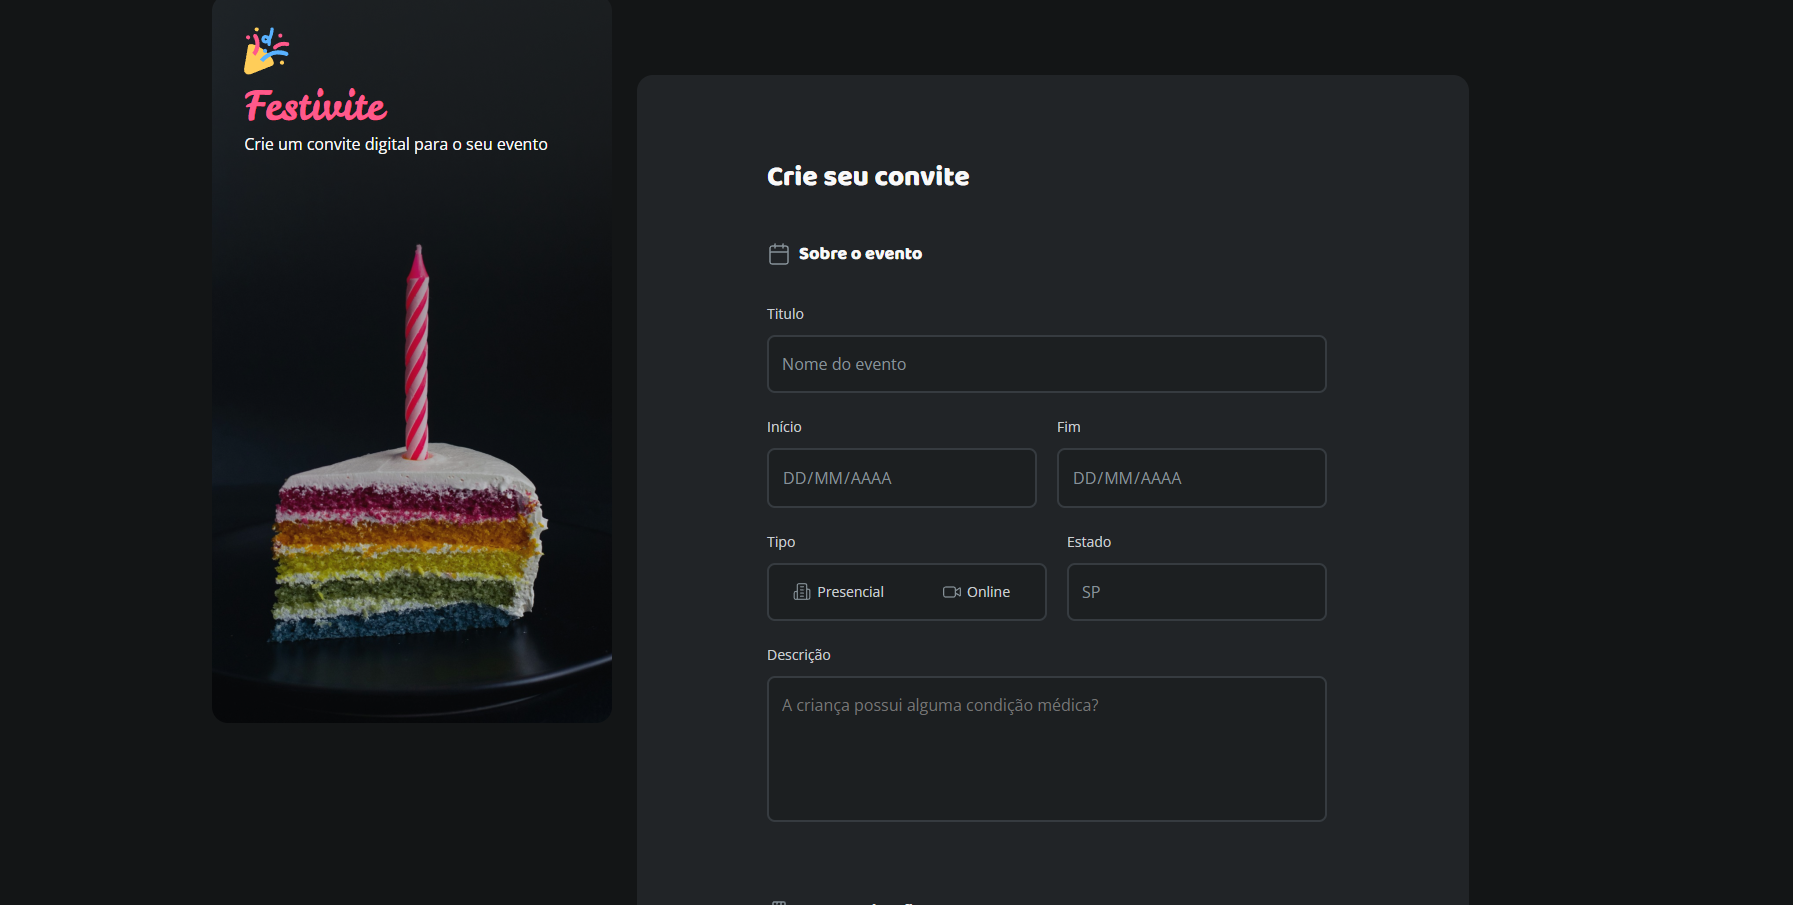 Festivite
Crie um convite digital para o seu evento
Crie seu convite
Sobre o evento
Titulo
Nome do evento
Início Fim
DD/MM/AAAA DD/MM/AAAA
Tipo Estado
Presencial Online SP
Descrição
A criança possui alguma condição médica?